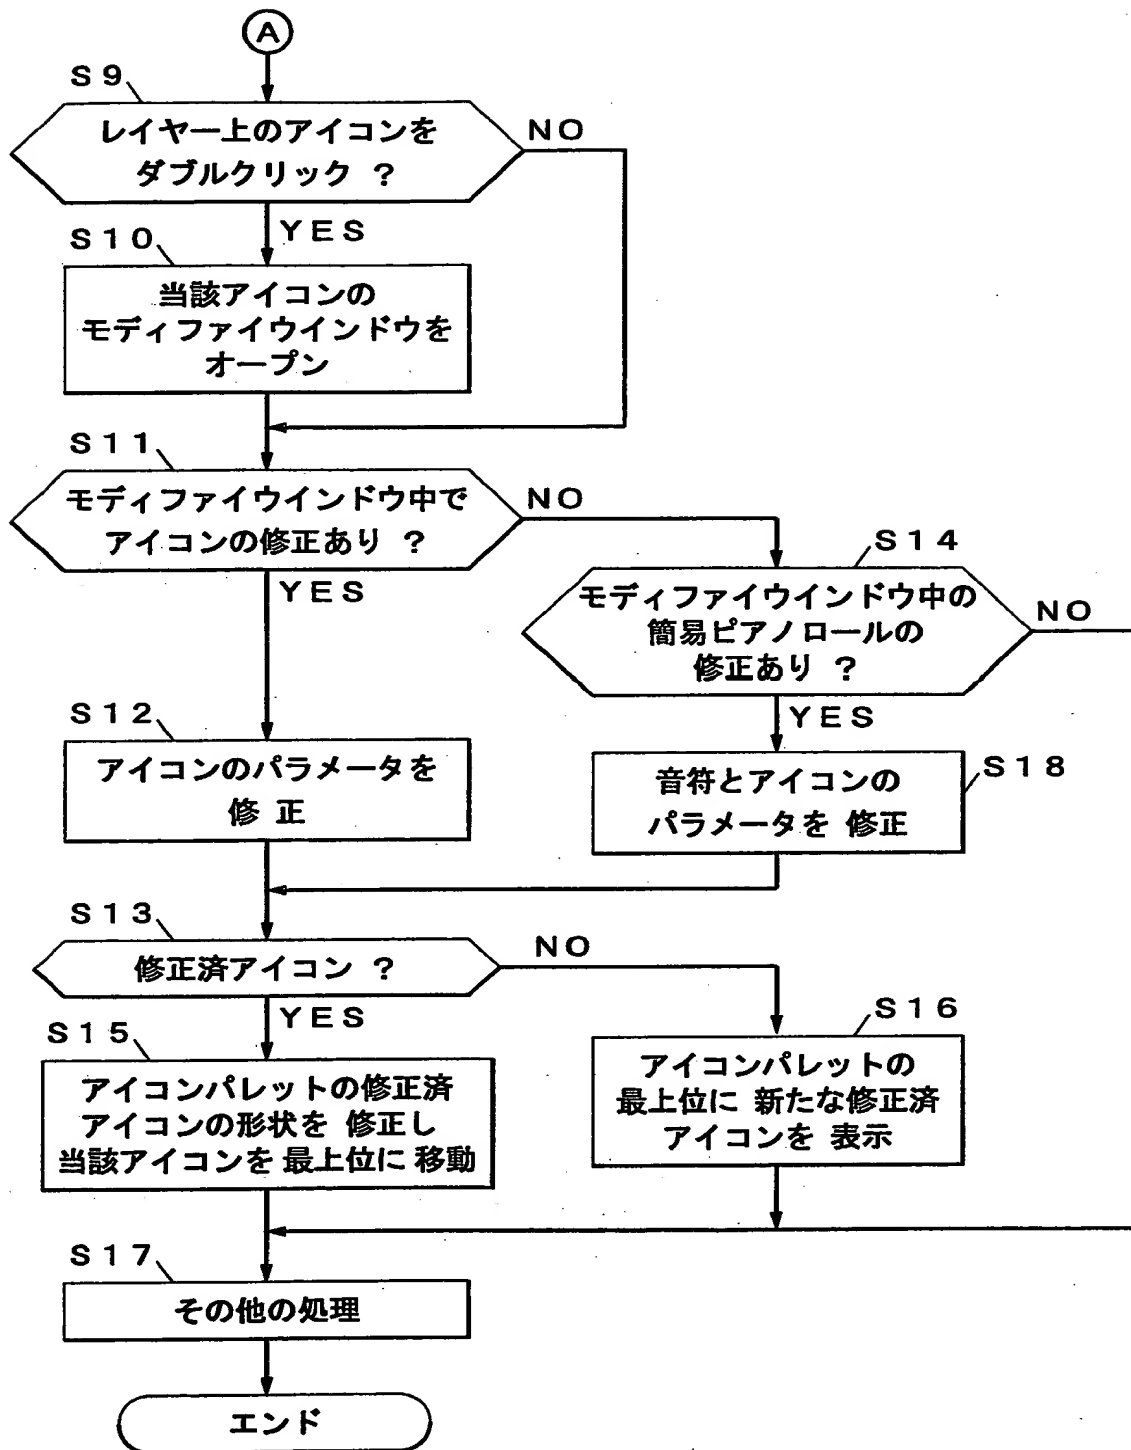 A
S9
レイヤー上のアイコンを
ダブルクリック ?
NO
YES
S10
当該アイコンの
モディファイウインドウを
オープン
S11
モディファイウインドウ中で
アイコンの修正あり ?
NO
YES
S14
モディファイウインドウ中の
簡易ピアノロールの
修正あり ?
NO
YES
S12
アイコンのパラメータを
修 正
S18
音符とアイコンの
パラメータを 修正
S13
修正済アイコン ?
NO
YES
S15
アイコンパレットの修正済
アイコンの形状を 修正し
当該アイコンを 最上位に 移動
S16
アイコンパレットの
最上位に 新たな修正済
アイコンを 表示
S17
その他の処理
エンド